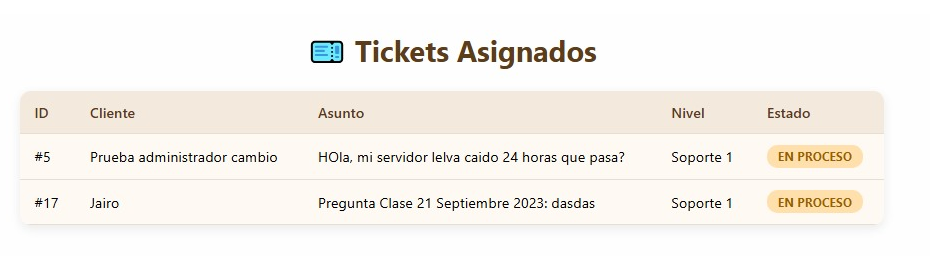 Tickets Asignados
ID Cliente Asunto Nivel Estado
#5 Prueba administrador cambio HOla, mi servidor lelva caido 24 horas que pasa? Soporte 1 EN PROCESO
#17 Jairo Pregunta Clase 21 Septiembre 2023: dasdas Soporte 1 EN PROCESO